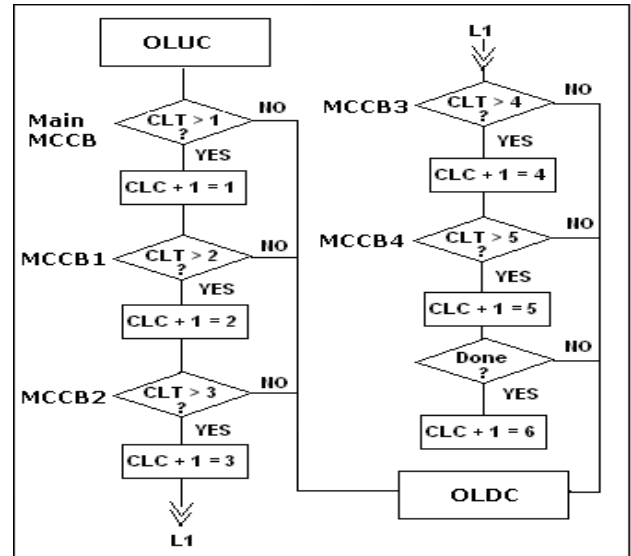 OLUC
Main
MCCB
CLT > 1
?
NO
YES
CLC + 1 = 1
MCCB1
CLT > 2
?
NO
YES
CLC + 1 = 2
MCCB2
CLT > 3
?
NO
YES
CLC + 1 = 3
L1
L1
MCCB3
CLT > 4
?
NO
YES
CLC + 1 = 4
MCCB4
CLT > 5
?
NO
YES
CLC + 1 = 5
Done
?
NO
YES
CLC + 1 = 6
OLDC